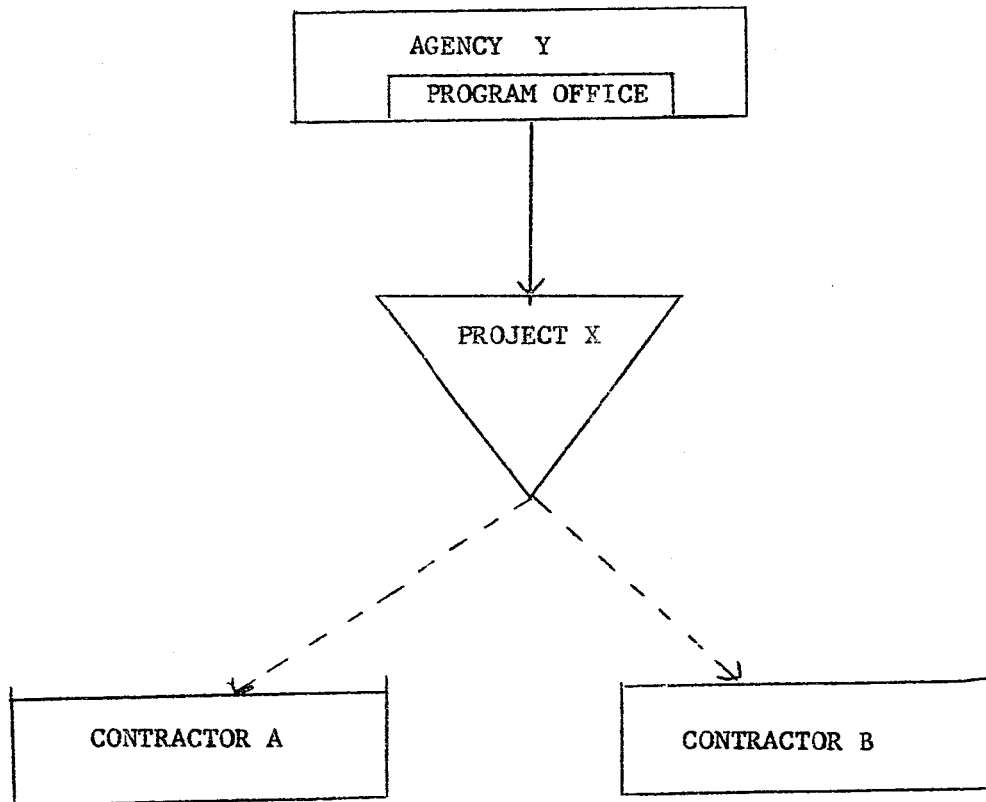 AGENCY Y
PROGRAM OFFICE
PROJECT X
CONTRACTOR A
CONTRACTOR B